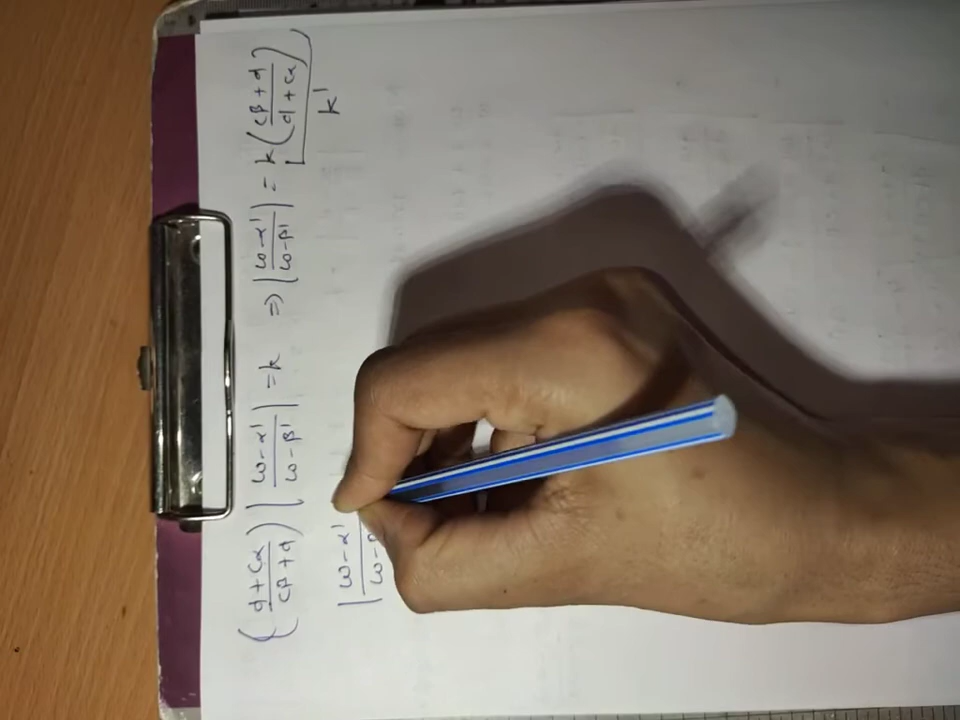 (d+cα / cβ+d) |ω-α' / ω-β'| = k ⇒ |ω-α' / ω-β'| = k (cβ+d / d+cα)
k'
|ω-α' / ω-